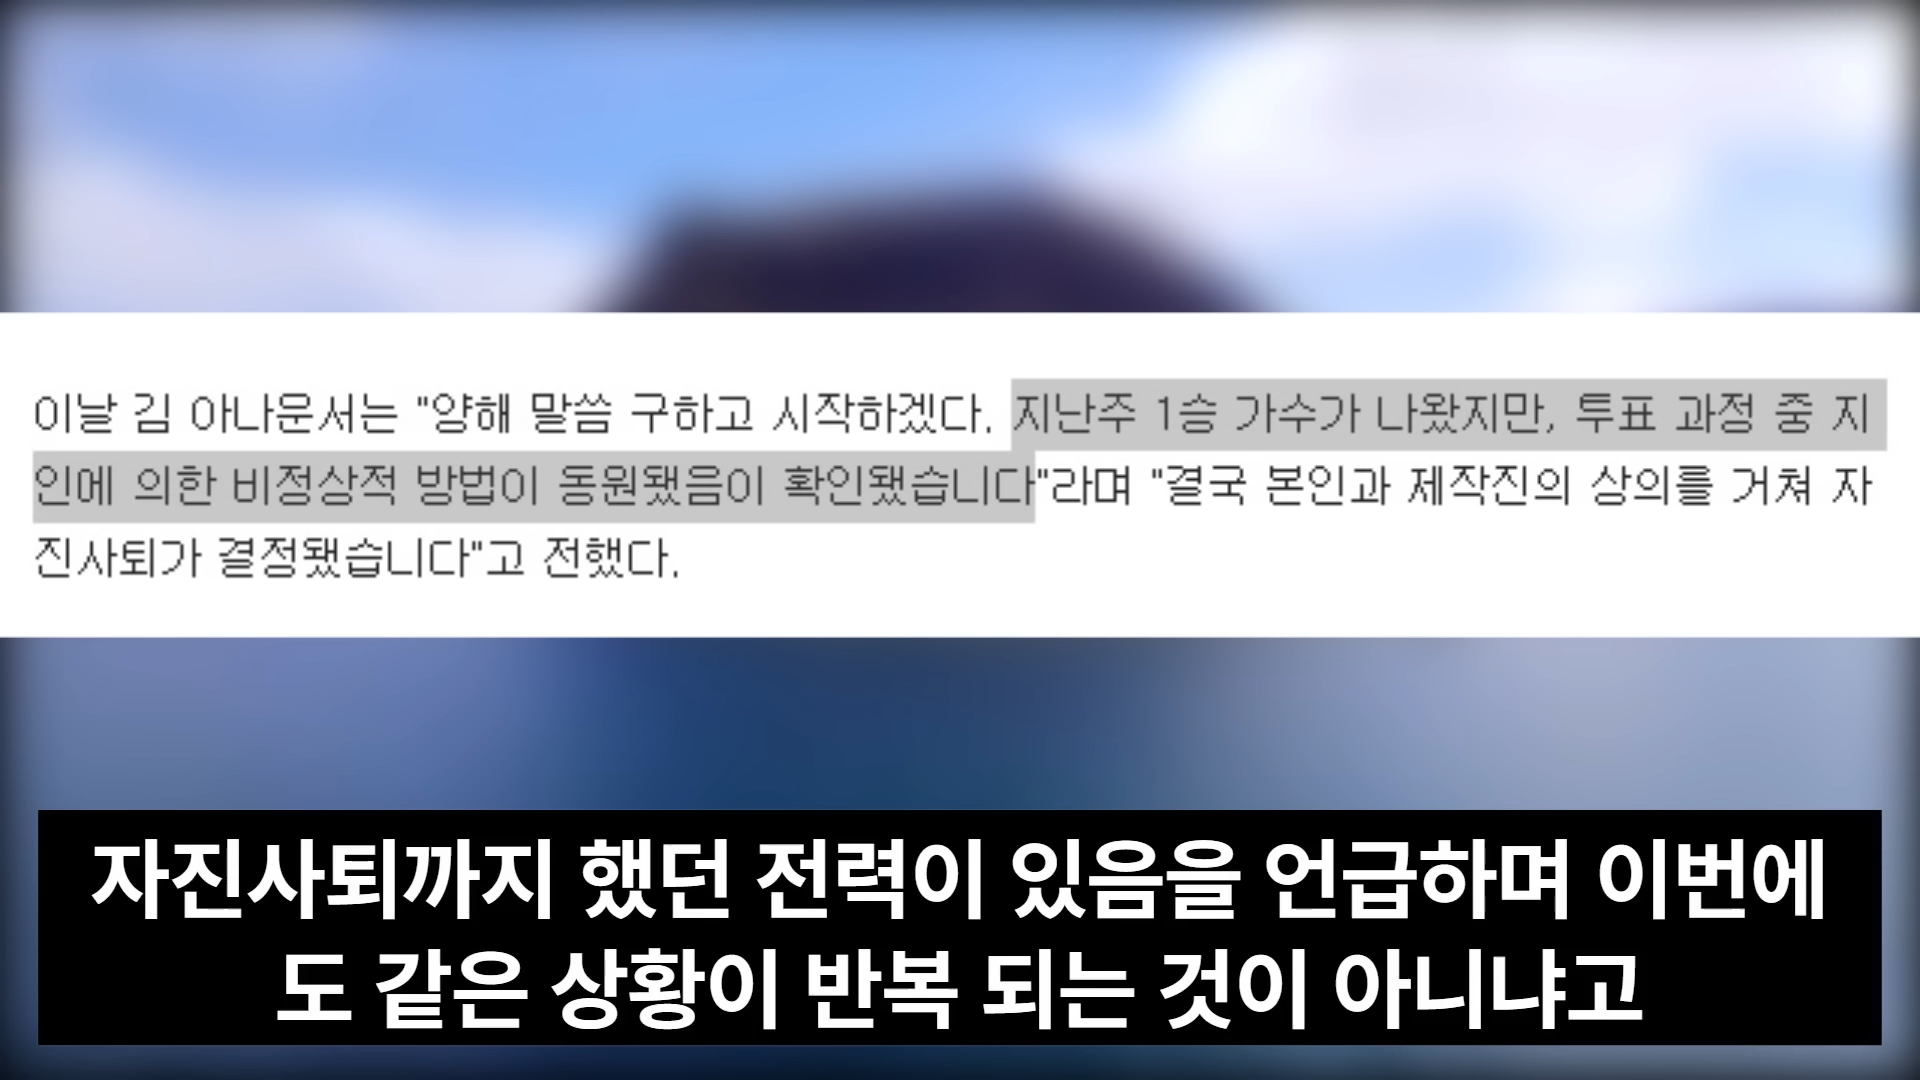 이날 김 아나운서는 "양해 말씀 구하고 시작하겠다. 지난주 1승 가수가 나왔지만, 투표 과정 중 지
인에 의한 비정상적 방법이 동원됐음이 확인됐습니다"라며 "결국 본인과 제작진의 상의를 거쳐 자
진사퇴가 결정됐습니다"고 전했다.
자진사퇴까지 했던 전력이 있음을 언급하며 이번에
도 같은 상황이 반복 되는 것이 아니냐고